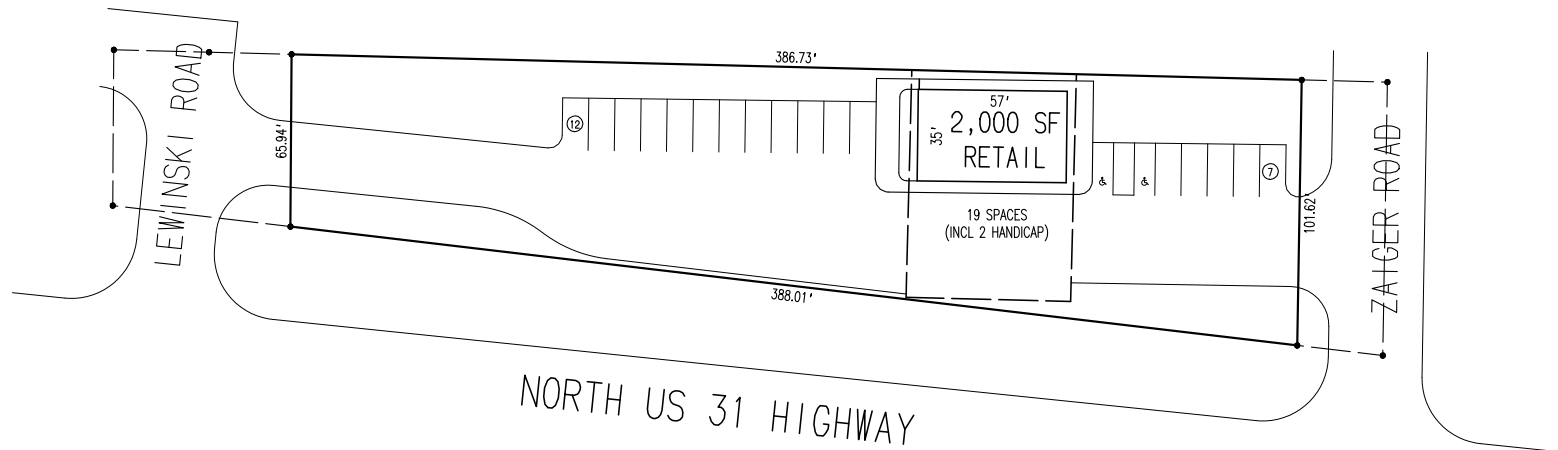 386.73'
LEWINSKI ROAD
65.94'
12
57'
35'
2,000 SF
RETAIL
7
101.62'
ZAIGER ROAD
19 SPACES
(INCL 2 HANDICAP)
388.01'
NORTH US 31 HIGHWAY